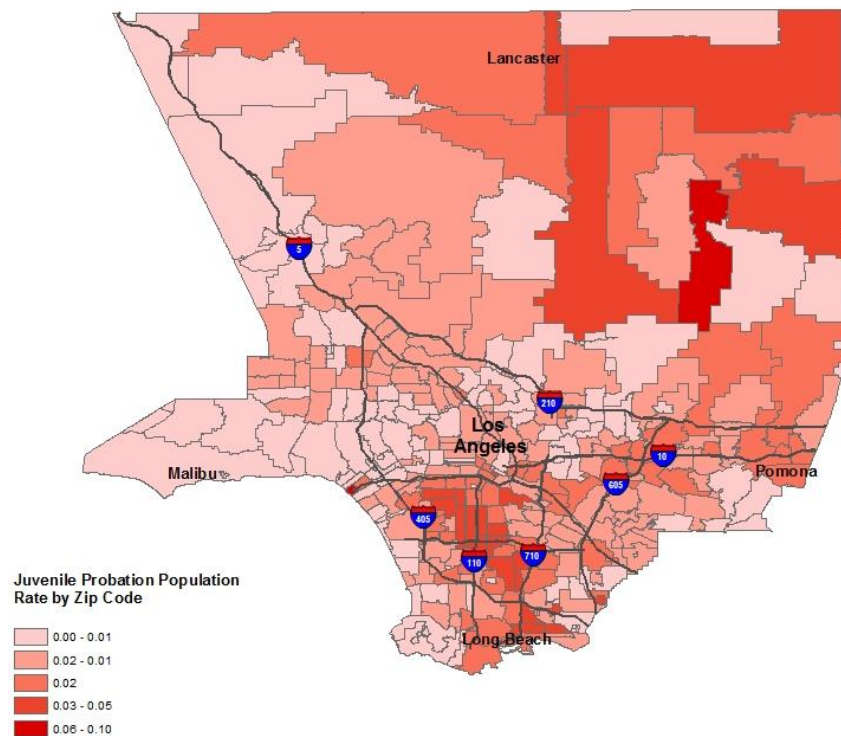 Lancaster
5
210
Los
Angeles
10
Malibu
Pomona
605
405
110
710
Juvenile Probation Population
Rate by Zip Code
0.00 - 0.01
0.02 - 0.01
0.02
0.03 - 0.05
0.06 - 0.10
Long Beach